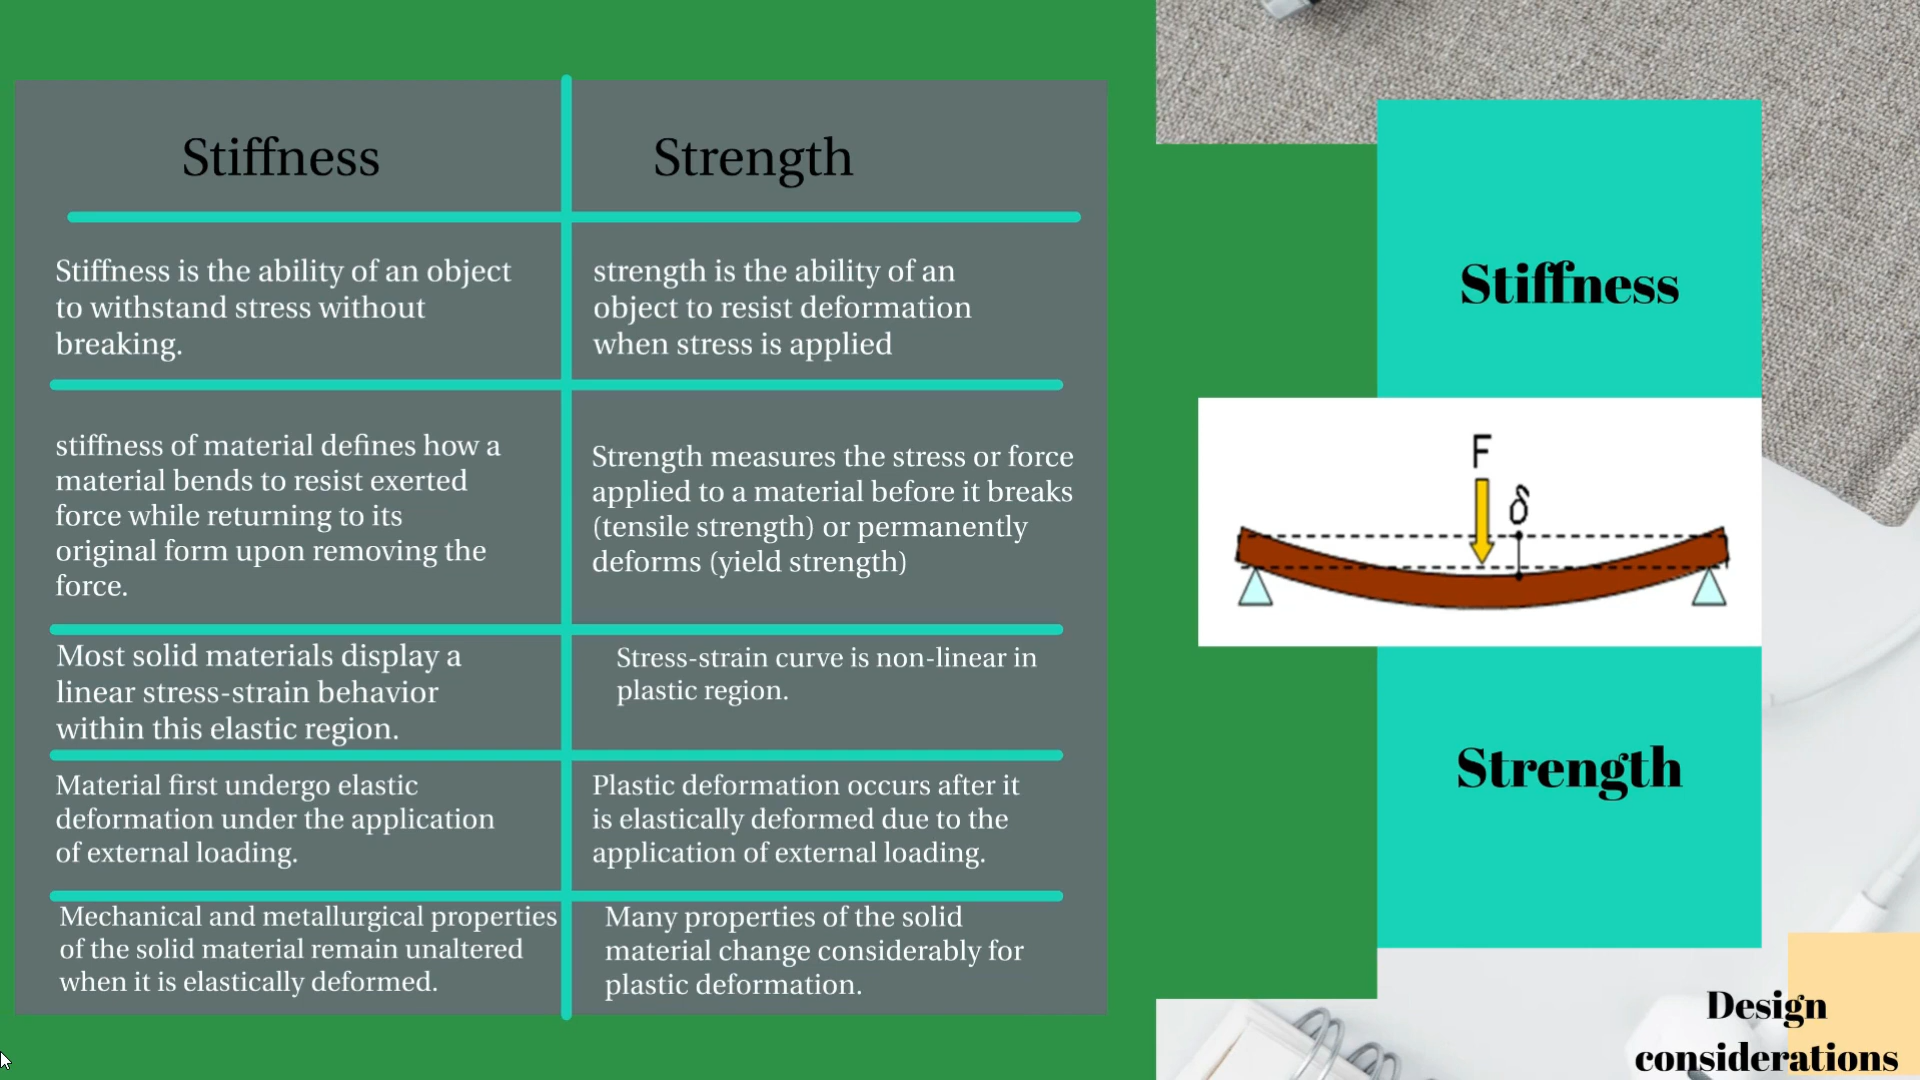 Stiffness
Strength
Stiffness is the ability of an object
to withstand stress without
breaking.
strength is the ability of an
object to resist deformation
when stress is applied
stiffness of material defines how a
material bends to resist exerted
force while returning to its
original form upon removing the
force.
Strength measures the stress or force
applied to a material before it breaks
(tensile strength) or permanently
deforms (yield strength)
Most solid materials display a
linear stress-strain behavior
within this elastic region.
Stress-strain curve is non-linear in
plastic region.
Material first undergo elastic
deformation under the application
of external loading.
Plastic deformation occurs after it
is elastically deformed due to the
application of external loading.
Mechanical and metallurgical properties
of the solid material remain unaltered
when it is elastically deformed.
Many properties of the solid
material change considerably for
plastic deformation.
Stiffness
F
δ
Strength
Design
considerations